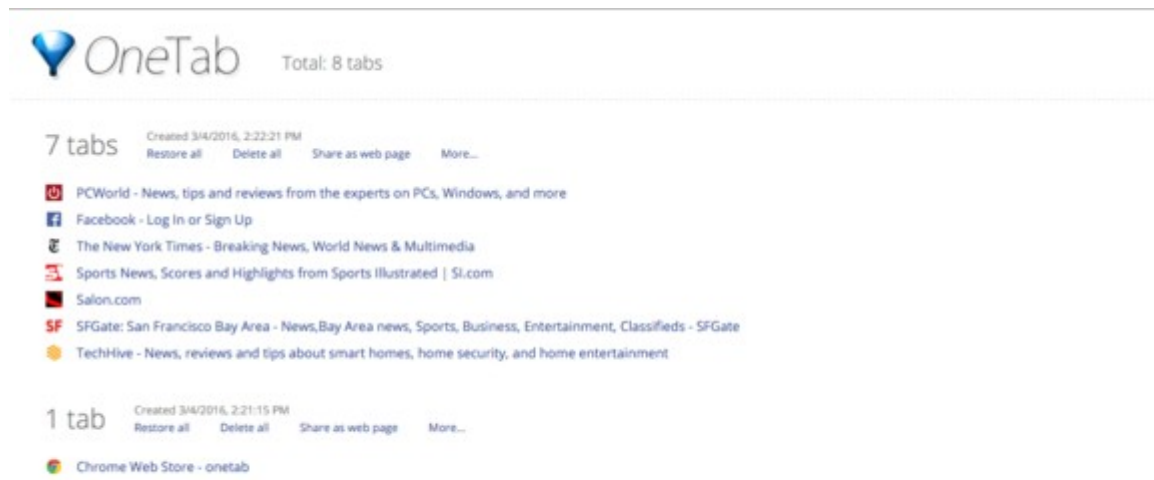 OneTab Total: 8 tabs
7 tabs Created 3/4/2016, 2:22:21 PM
Restore all Delete all Share as web page More...
PCWorld - News, tips and reviews from the experts on PCs, Windows, and more
Facebook - Log In or Sign Up
The New York Times - Breaking News, World News & Multimedia
Sports News, Scores and Highlights from Sports Illustrated | SI.com
Salon.com
SF SFGate: San Francisco Bay Area - News,Bay Area news, Sports, Business, Entertainment, Classifieds - SFGate
TechHive - News, reviews and tips about smart homes, home security, and home entertainment
1 tab Created 3/4/2016, 2:21:15 PM
Restore all Delete all Share as web page More...
Chrome Web Store - onetab